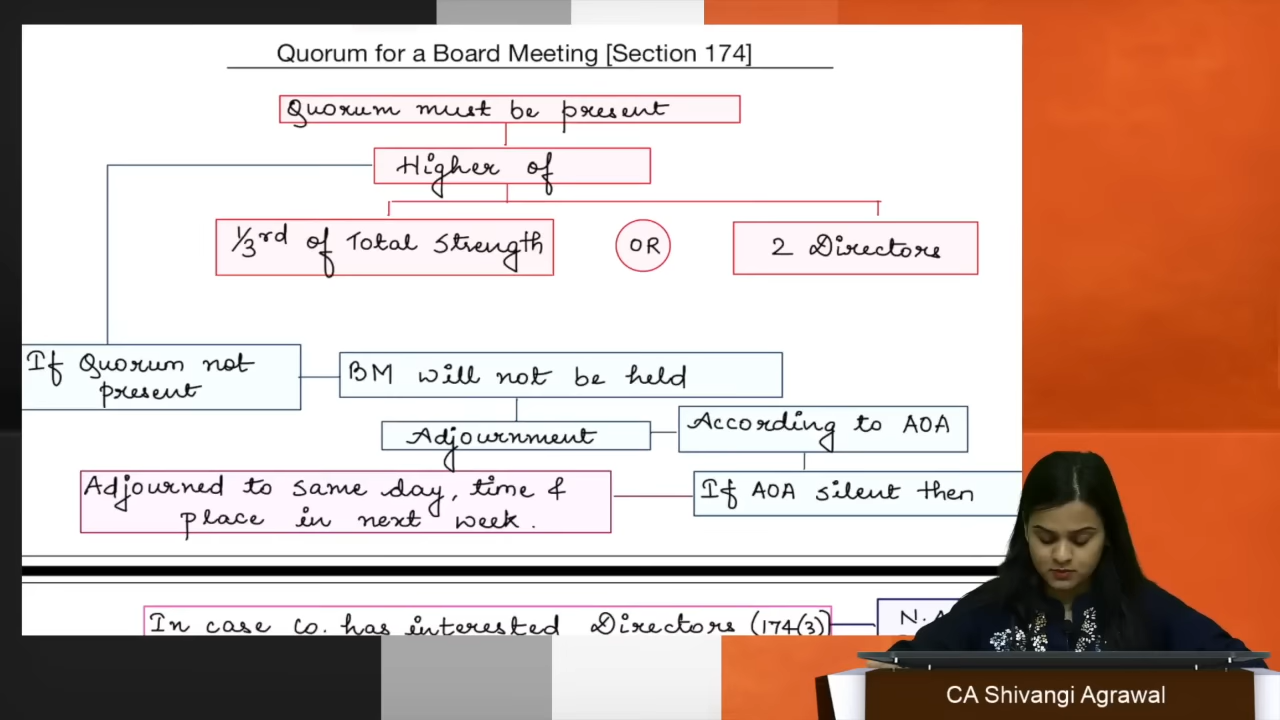 Quorum for a Board Meeting [Section 174]
Quorum must be present
Higher of
1/3rd of Total Strength
OR
2 Directors
If Quorum not
present
BM will not be held
Adjournment
According to AOA
If AOA silent then
Adjourned to same day, time &
place in next week.
In case co. has interested Directors (174(3))
N.A
CA Shivangi Agrawal